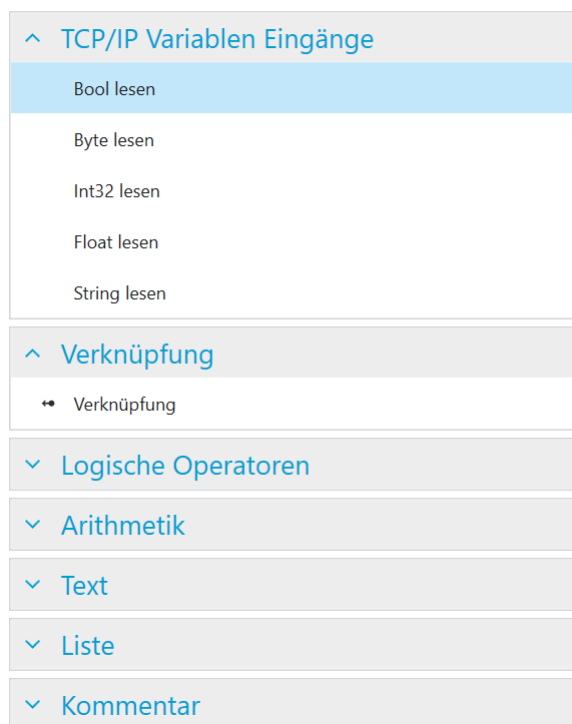 TCP/IP Variablen Eingänge
Bool lesen
Byte lesen
Int32 lesen
Float lesen
String lesen
Verknüpfung
Verknüpfung
Logische Operatoren
Arithmetik
Text
Liste
Kommentar